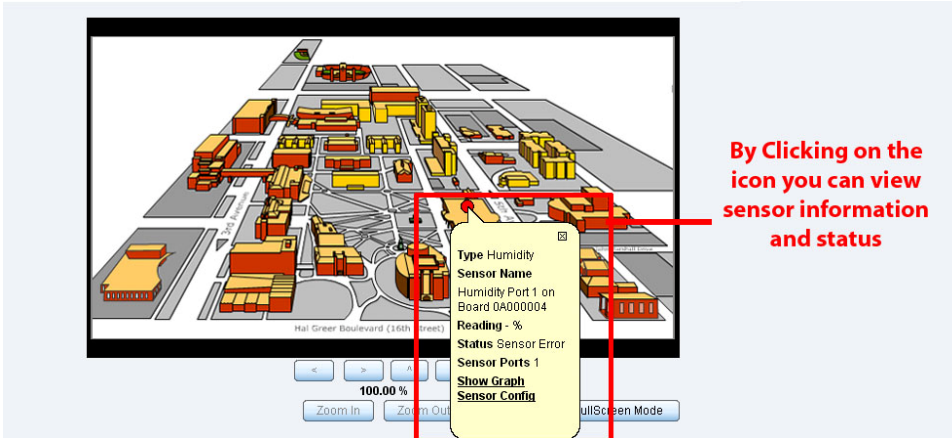 By Clicking on the
icon you can view
sensor information
and status
3rd Avenue
5th A
Hal Greer Boulevard (16th Street)
Type Humidity
Sensor Name
Humidity Port 1 on
Board 0A000004
Reading - %
Status Sensor Error
Sensor Ports 1
Show Graph
Sensor Config
< > ^
100.00 %
Zoom In Zoom Out ullScreen Mode